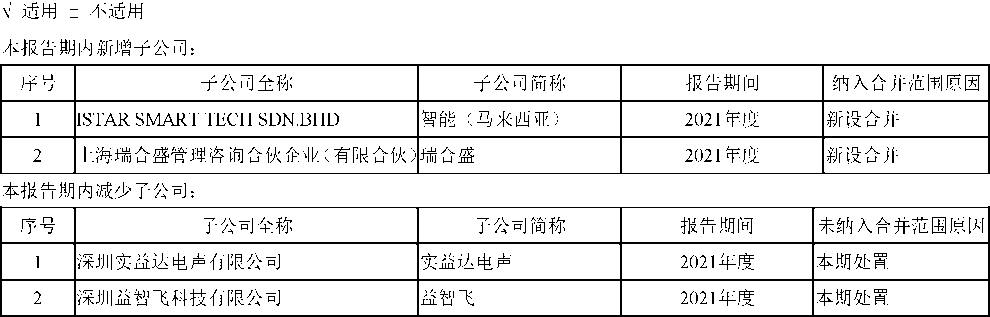 √ 适用 □ 不适用
本报告期内新增子公司：
序号 子公司全称 子公司简称 报告期间 纳入合并范围原因
1 ISTAR SMART TECH SDN.BHD 智能（马来西亚） 2021年度 新设合并
2 上海瑞合盛管理咨询合伙企业（有限合伙） 瑞合盛 2021年度 新设合并
本报告期内减少子公司：
序号 子公司全称 子公司简称 报告期间 未纳入合并范围原因
1 深圳实益达电声有限公司 实益达电声 2021年度 本期处置
2 深圳益智飞科技有限公司 益智飞 2021年度 本期处置